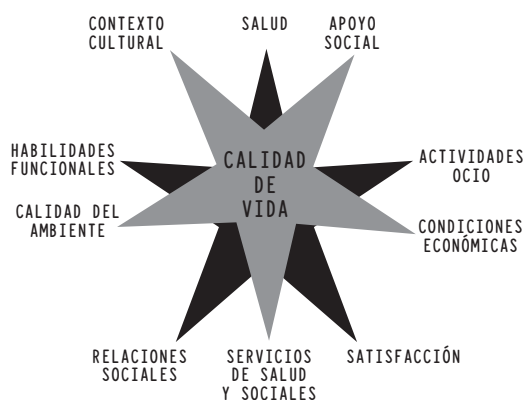 CONTEXTO
CULTURAL
SALUD
APOYO
SOCIAL
HABILIDADES
FUNCIONALES
CALIDAD
DE
VIDA
ACTIVIDADES
OCIO
CALIDAD DEL
AMBIENTE
CONDICIONES
ECONÓMICAS
RELACIONES
SOCIALES
SERVICIOS
DE SALUD
Y SOCIALES
SATISFACCIÓN